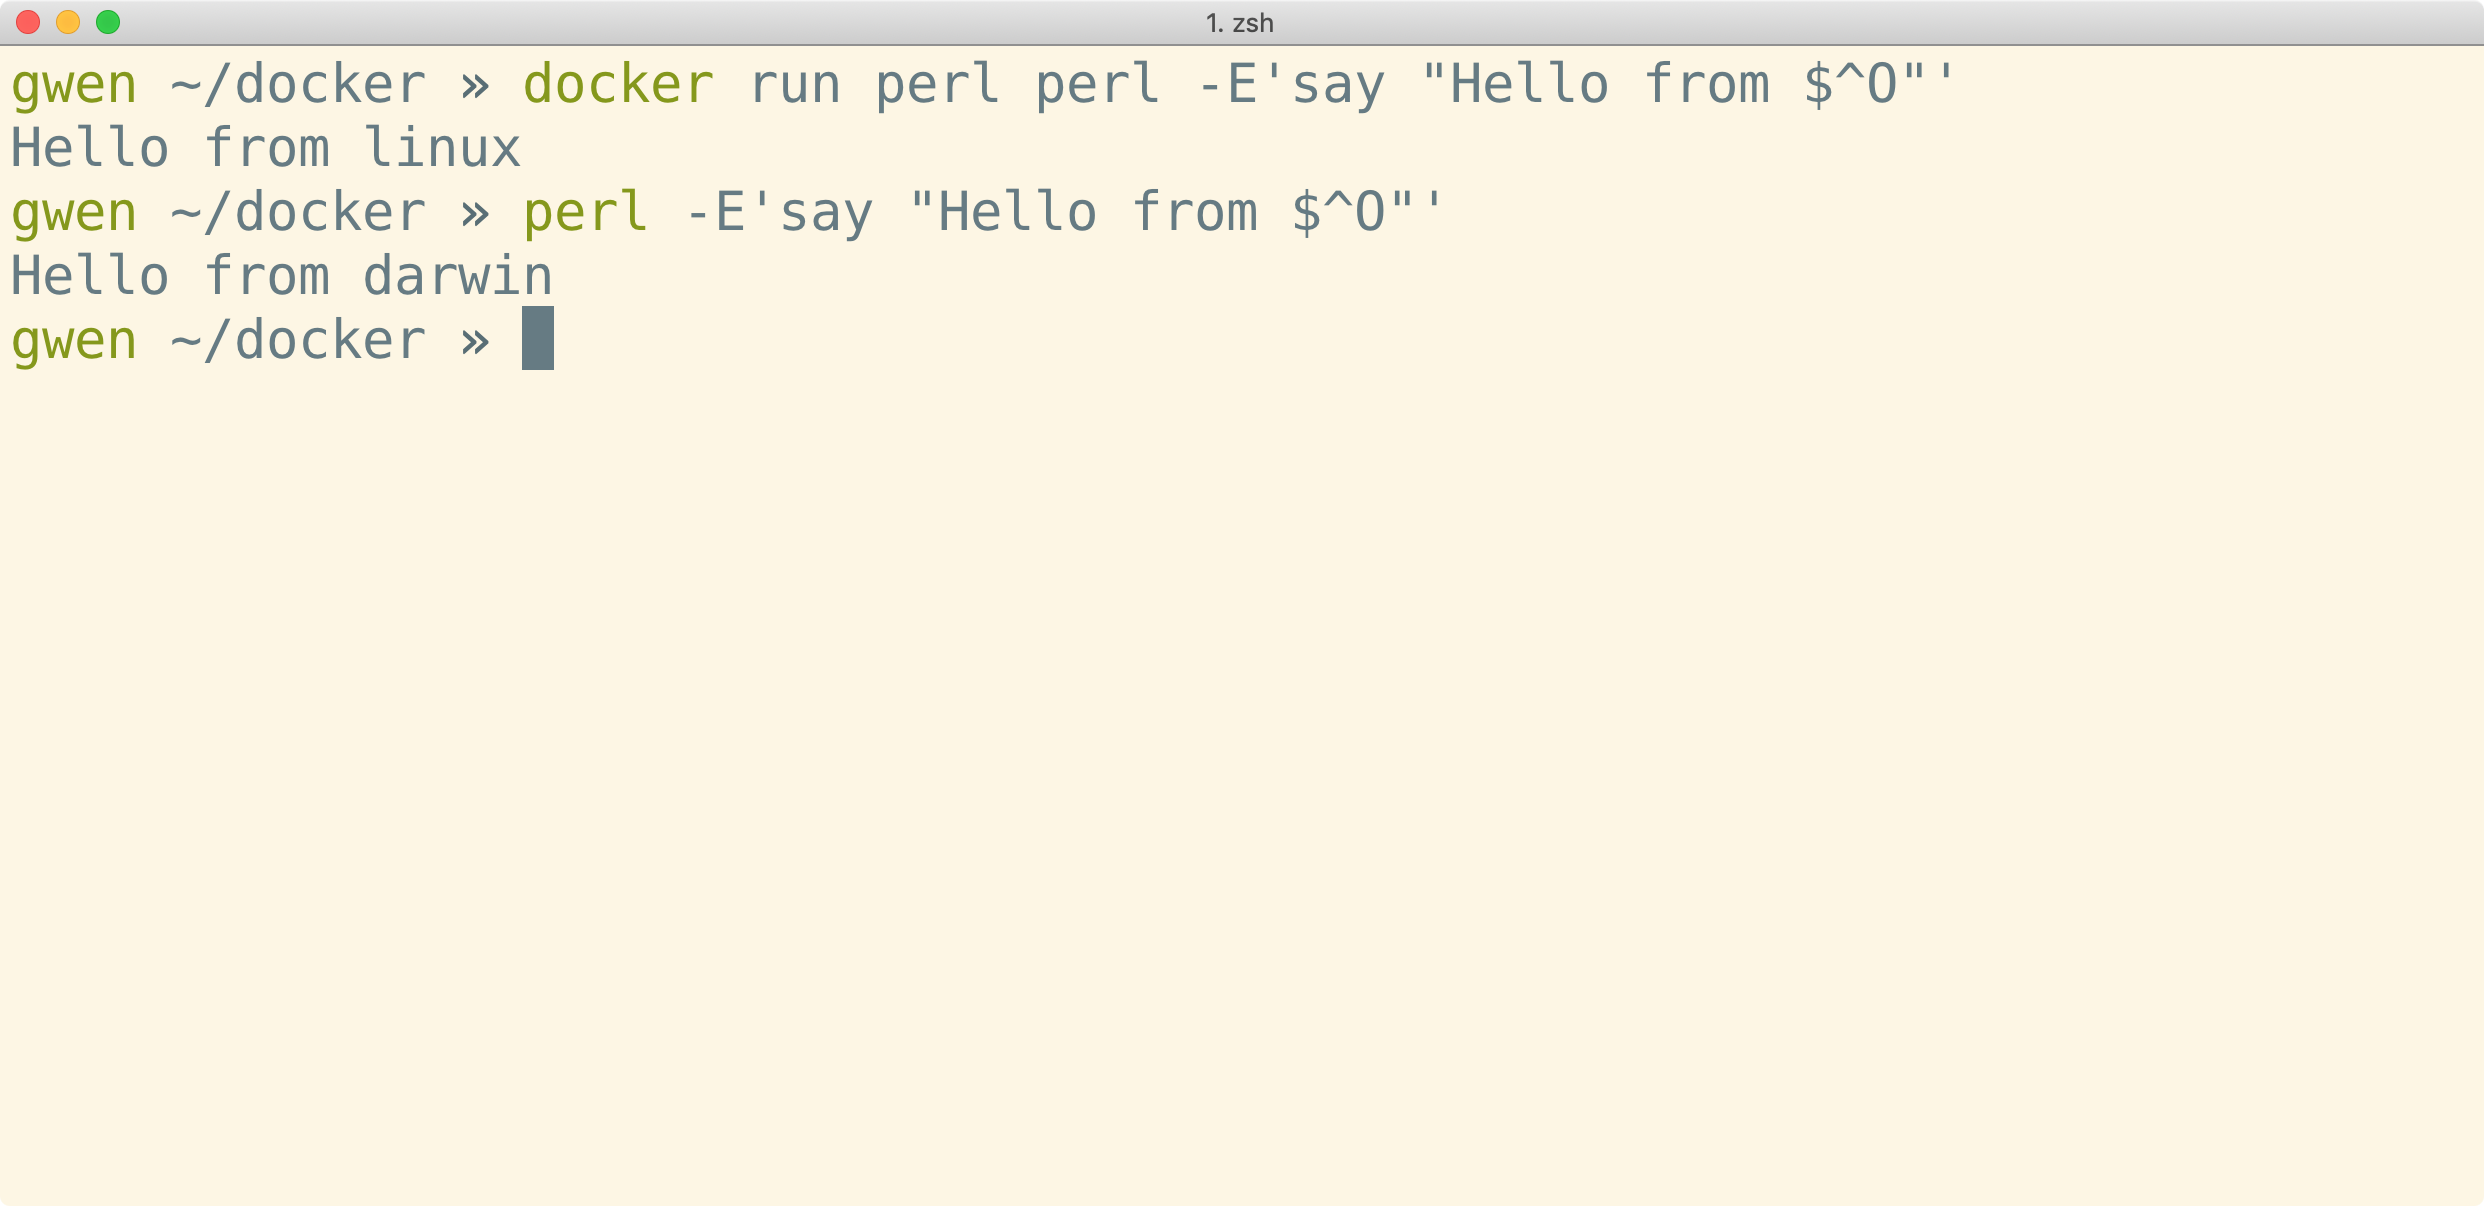 1. zsh
gwen ~/docker » docker run perl perl -E'say "Hello from $^O"'
Hello from linux
gwen ~/docker » perl -E'say "Hello from $^O"'
Hello from darwin
gwen ~/docker »